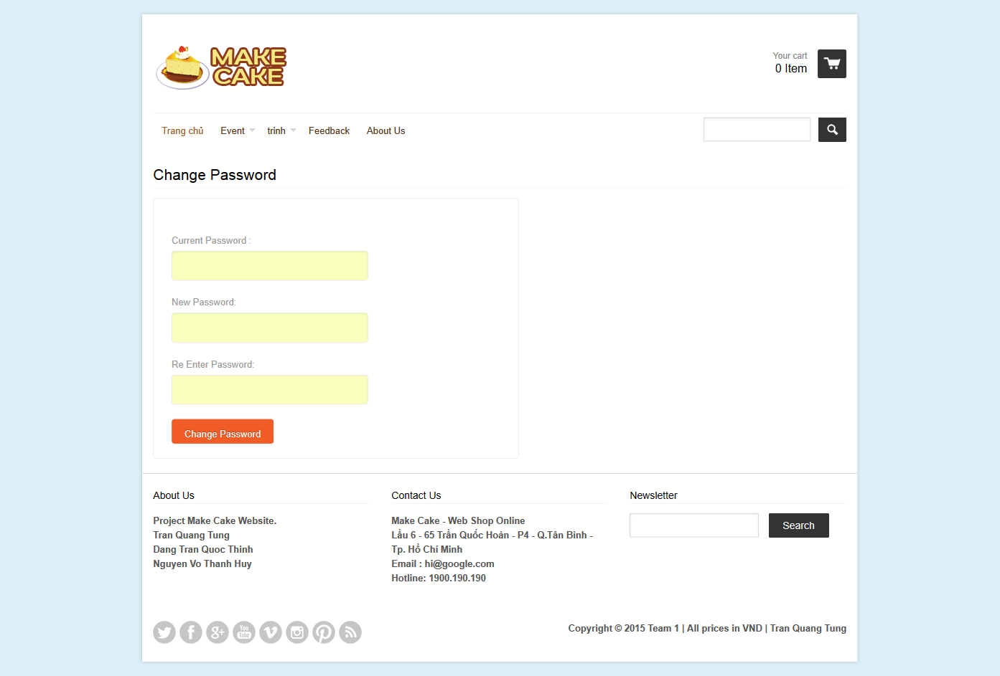 MAKE
CAKE
Your cart
0 Item
Trang chủ Event trinh Feedback About Us
Change Password
Current Password :
New Password:
Re Enter Password:
Change Password
About Us
Project Make Cake Website.
Tran Quang Tung
Dang Tran Quoc Thinh
Nguyen Vo Thanh Huy
Contact Us
Make Cake - Web Shop Online
Lầu 6 - 65 Trần Quốc Hoản - P4 - Q.Tân Bình -
Tp. Hồ Chí Minh
Email : hi@google.com
Hotline: 1900.190.190
Newsletter
Search
You
Tube
Copyright © 2015 Team 1 | All prices in VND | Tran Quang Tung